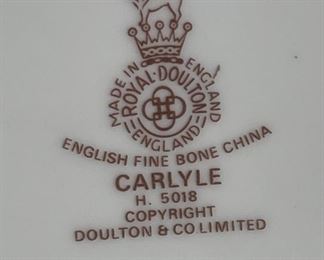 MADE IN ENGLAND
ROYAL·DOULTON
ENGLAND
ENGLISH FINE BONE CHINA
CARLYLE
H. 5018
COPYRIGHT
DOULTON & CO LIMITED